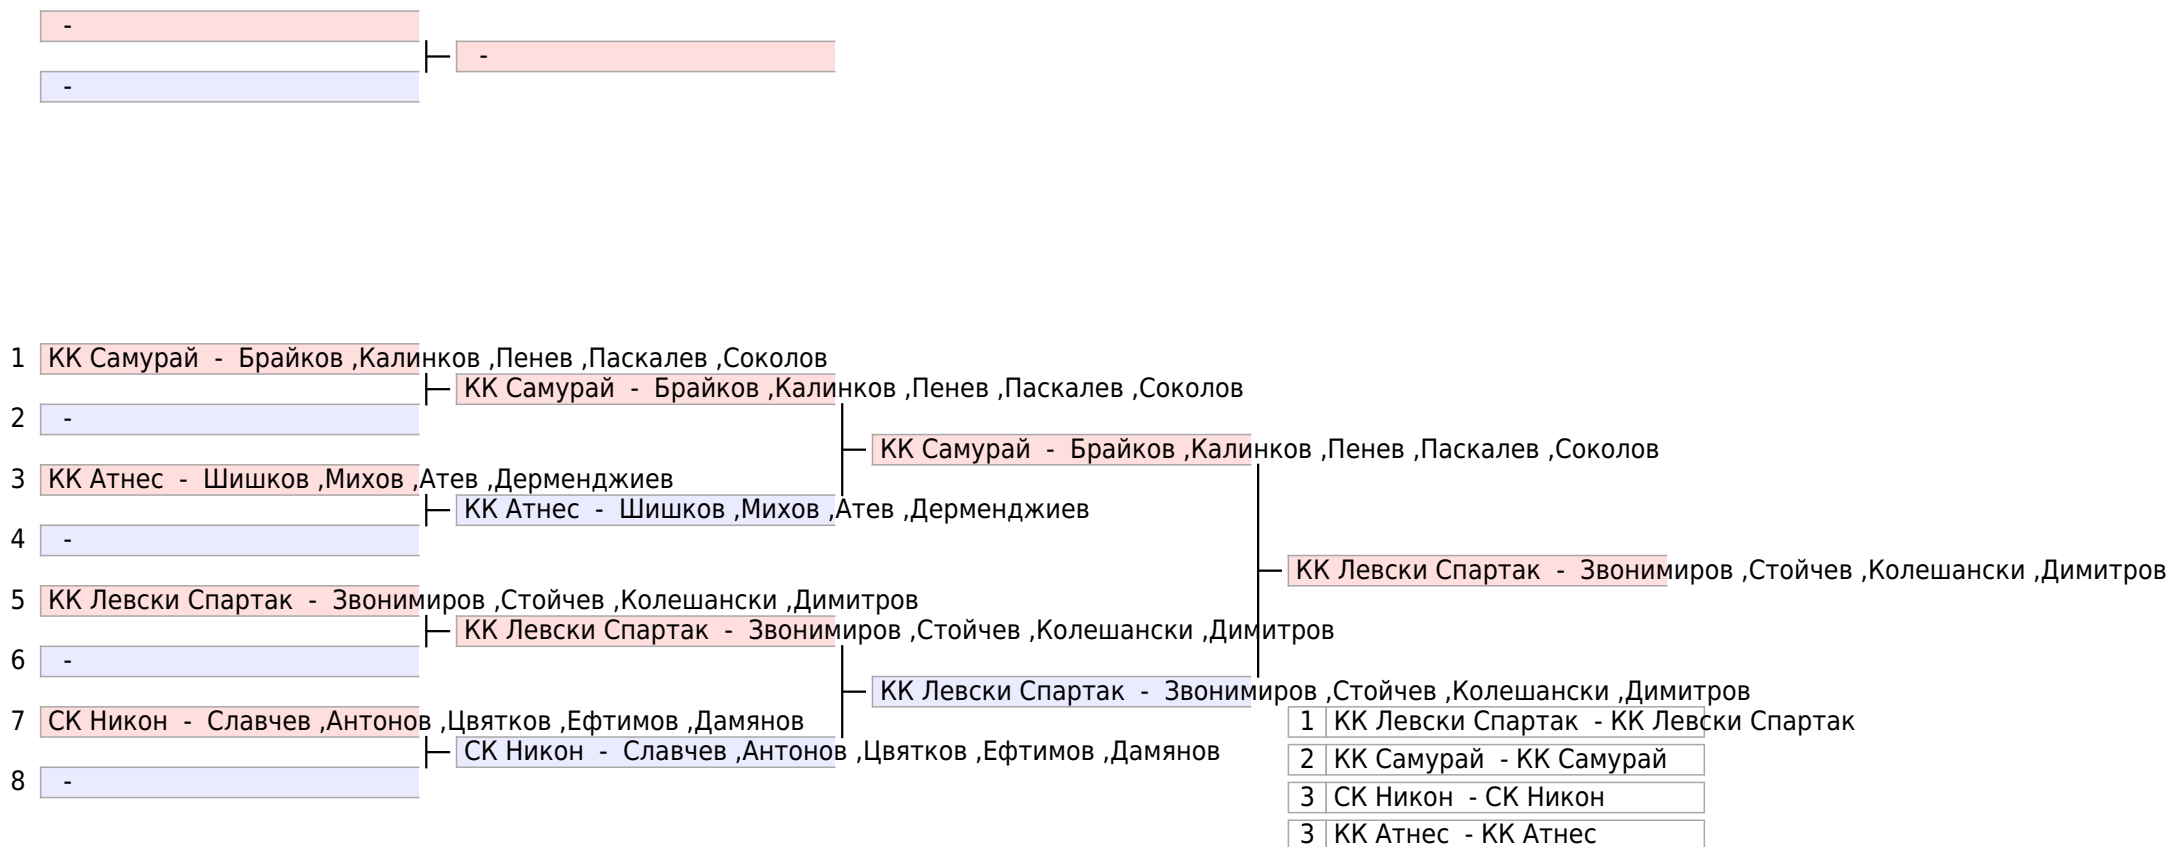 -
-
-
1 КК Самурай - Брайков ,Калинков ,Пенев ,Паскалев ,Соколов
КК Самурай - Брайков ,Калинков ,Пенев ,Паскалев ,Соколов
2 -
КК Самурай - Брайков ,Калинков ,Пенев ,Паскалев ,Соколов
3 КК Атнес - Шишков ,Михов ,Атев ,Дерменджиев
КК Атнес - Шишков ,Михов ,Атев ,Дерменджиев
4 -
КК Левски Спартак - Звонимиров ,Стойчев ,Колешански ,Димитров
5 КК Левски Спартак - Звонимиров ,Стойчев ,Колешански ,Димитров
КК Левски Спартак - Звонимиров ,Стойчев ,Колешански ,Димитров
6 -
КК Левски Спартак - Звонимиров ,Стойчев ,Колешански ,Димитров
7 СК Никон - Славчев ,Антонов ,Цвятков ,Ефтимов ,Дамянов
СК Никон - Славчев ,Антонов ,Цвятков ,Ефтимов ,Дамянов
8 -
1 КК Левски Спартак - КК Левски Спартак
2 КК Самурай - КК Самурай
3 СК Никон - СК Никон
3 КК Атнес - КК Атнес